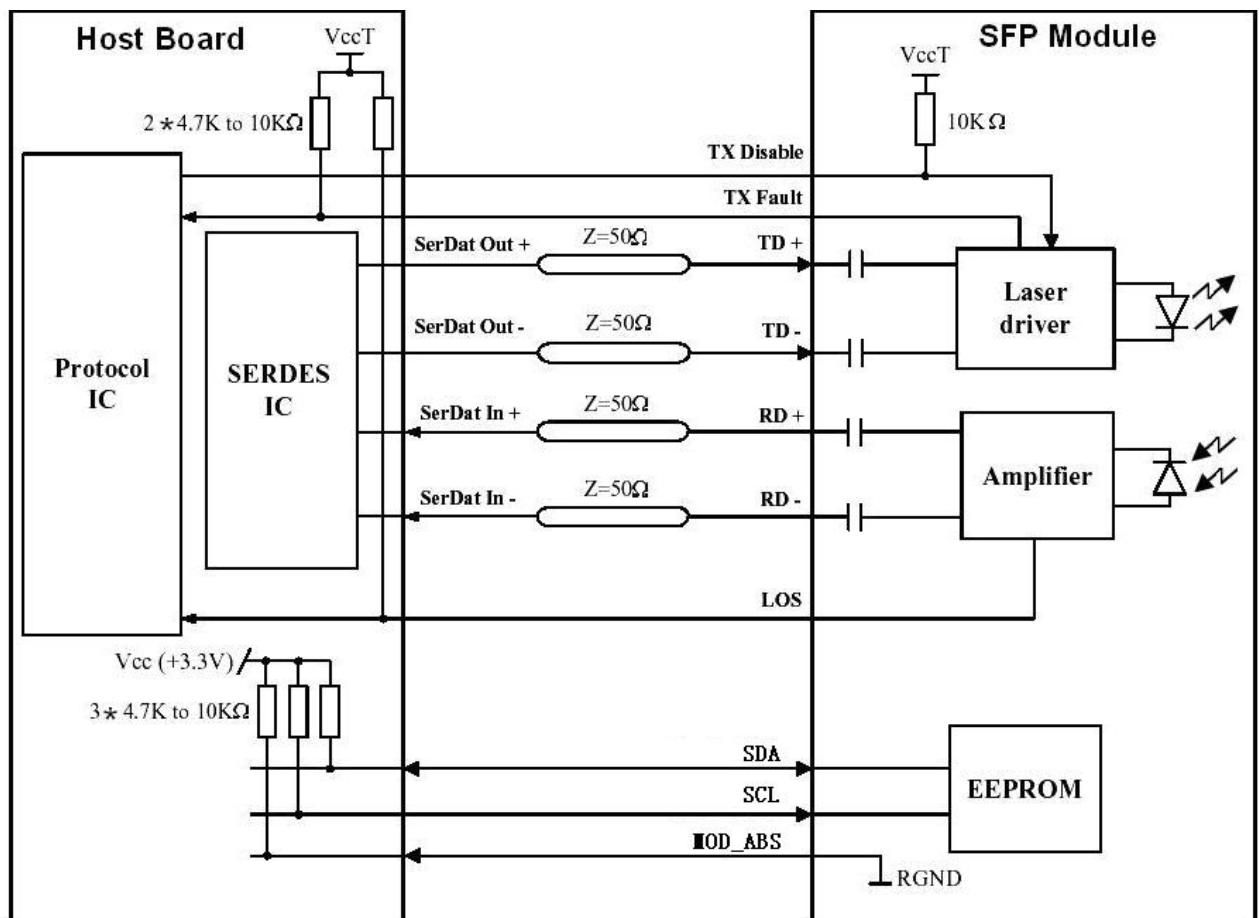 Host Board
SFP Module
VccT
VccT
2*4.7K to 10KΩ
10KΩ
TX Disable
TX Fault
SerDat Out +
Z=50Ω
TD +
SerDat Out -
Z=50Ω
TD -
Laser
driver
Protocol
IC
SERDES
IC
SerDat In +
Z=50Ω
RD +
SerDat In -
Z=50Ω
RD -
Amplifier
LOS
Vcc (+3.3V)
3* 4.7K to 10KΩ
SDA
SCL
MOD_ABS
EEPROM
RGND